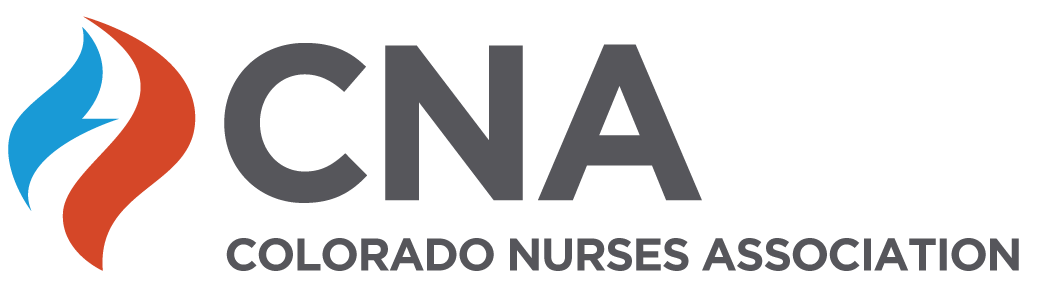 CNA
COLORADO NURSES ASSOCIATION